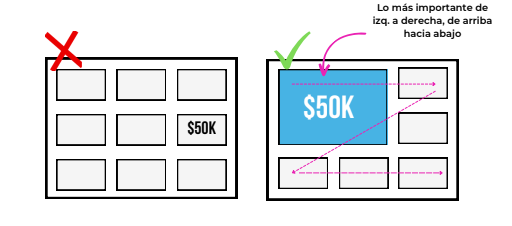 Lo más importante de
izq. a derecha, de arriba
hacia abajo
$50K
$50K